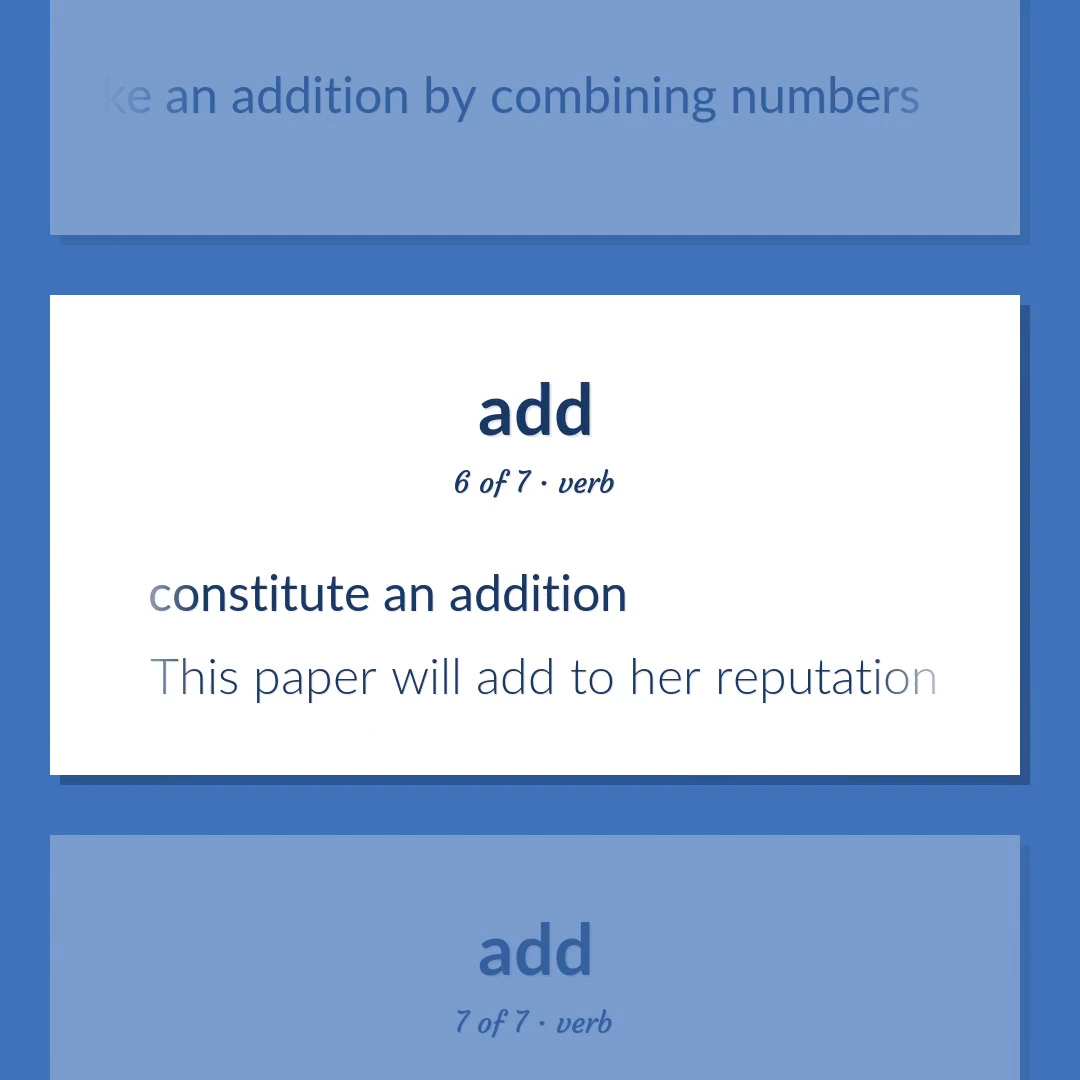 ke an addition by combining numbers
add
6 of 7 · verb
constitute an addition
This paper will add to her reputation
add
7 of 7 · verb